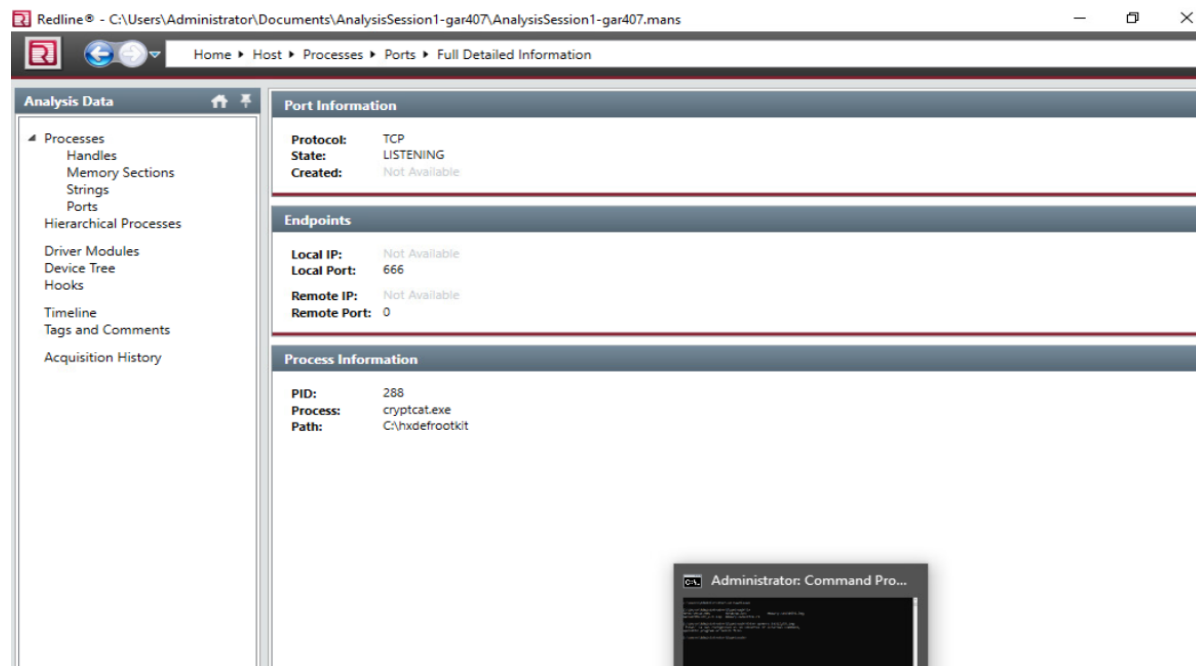 Redline® - C:\Users\Administrator\Documents\AnalysisSession1-gar407\AnalysisSession1-gar407.mans
Home Host Processes Ports Full Detailed Information
Analysis Data
Processes
Handles
Memory Sections
Strings
Ports
Hierarchical Processes
Driver Modules
Device Tree
Hooks
Timeline
Tags and Comments
Acquisition History
Port Information
Protocol: TCP
State: LISTENING
Created: Not Available
Endpoints
Local IP: Not Available
Local Port: 666
Remote IP: Not Available
Remote Port: 0
Process Information
PID: 288
Process: cryptcat.exe
Path: C:\hxdefrootkit
Administrator: Command Pro...